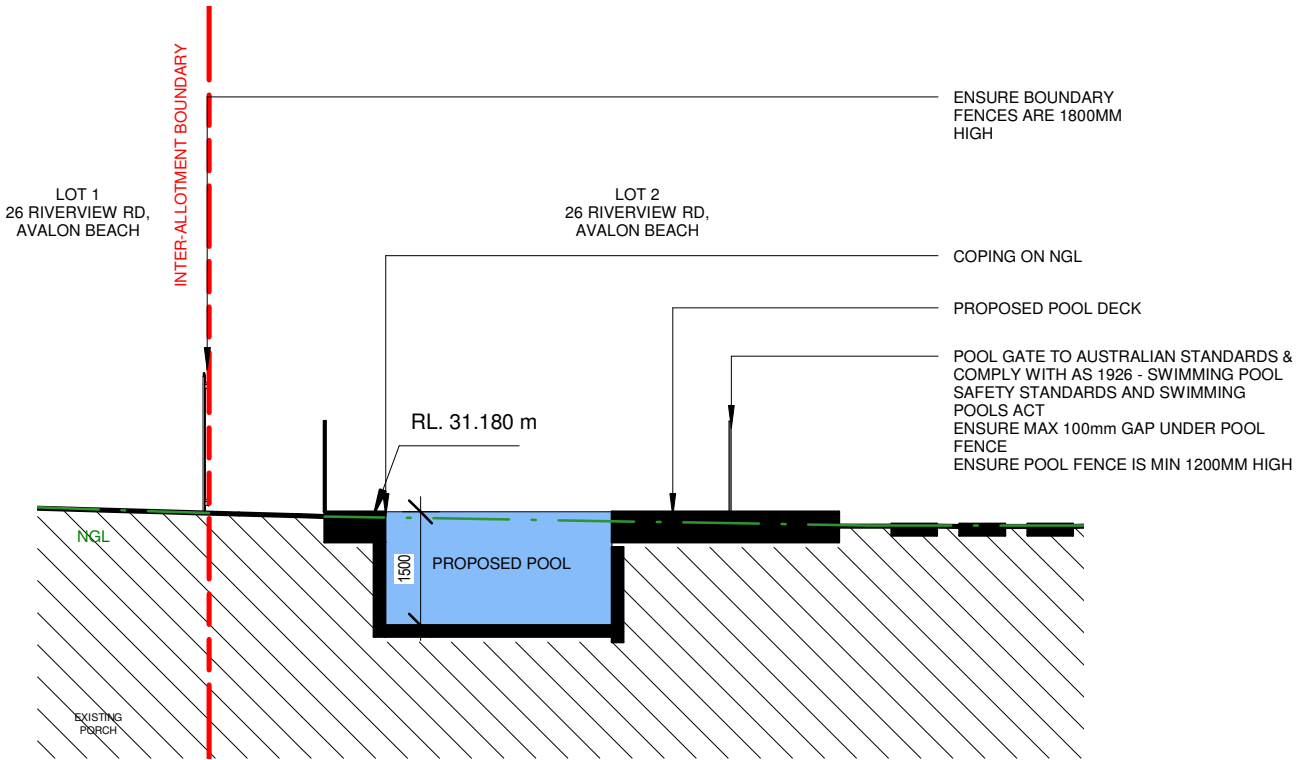 INTER-ALLOTMENT BOUNDARY
ENSURE BOUNDARY
FENCES ARE 1800MM
HIGH
LOT 1
26 RIVERVIEW RD,
AVALON BEACH
LOT 2
26 RIVERVIEW RD,
AVALON BEACH
COPING ON NGL
PROPOSED POOL DECK
POOL GATE TO AUSTRALIAN STANDARDS &
COMPLY WITH AS 1926 - SWIMMING POOL
SAFETY STANDARDS AND SWIMMING
POOLS ACT
ENSURE MAX 100mm GAP UNDER POOL
FENCE
ENSURE POOL FENCE IS MIN 1200MM HIGH
RL. 31.180 m
NGL
1500
PROPOSED POOL
EXISTING
PORCH